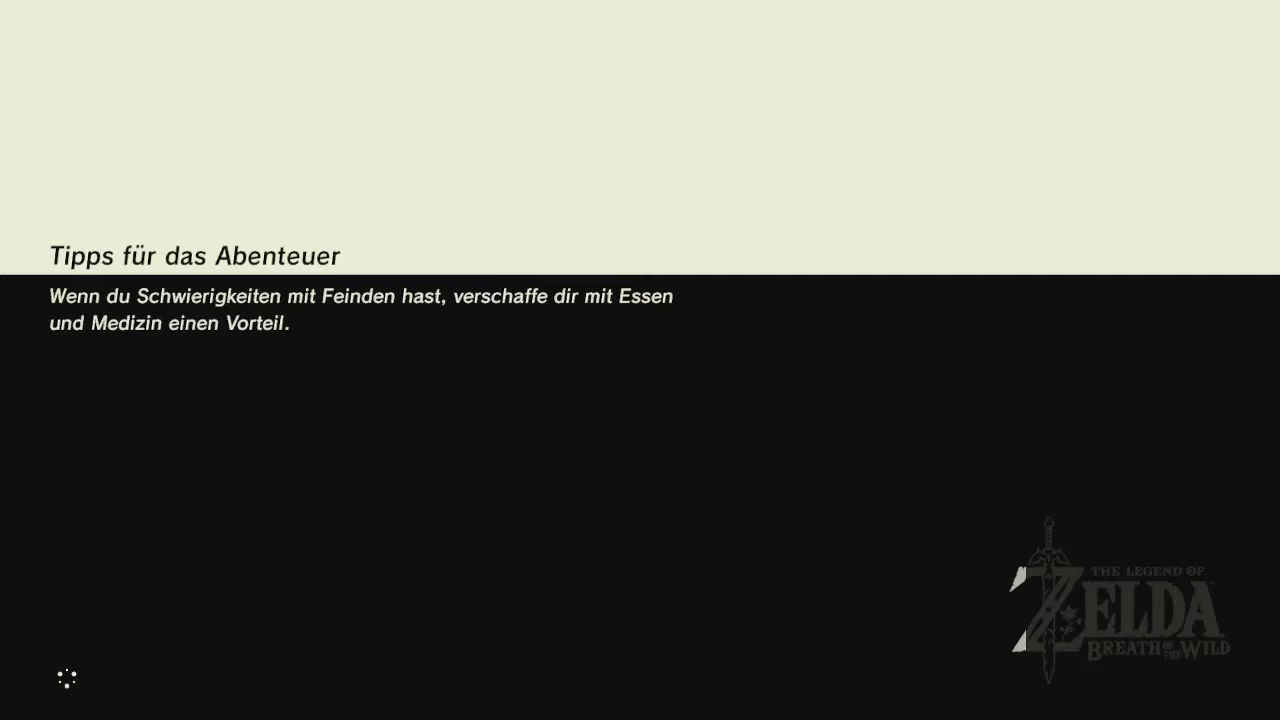 Tipps für das Abenteuer
Wenn du Schwierigkeiten mit Feinden hast, verschaffe dir mit Essen
und Medizin einen Vorteil.
THE LEGEND OF
ZELDA
BREATH OF THE WILD